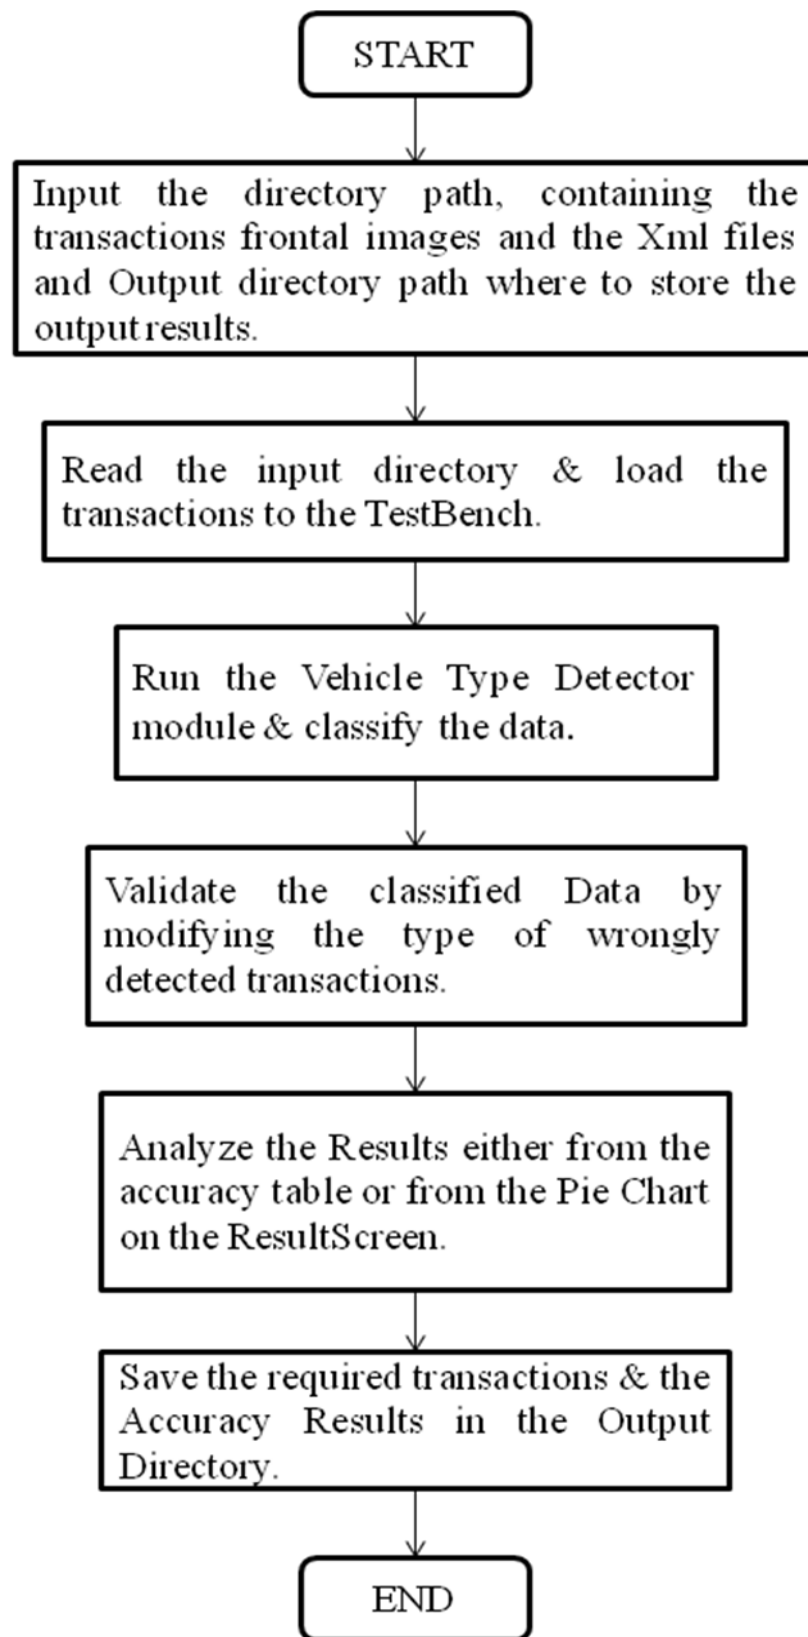 START
Input the directory path, containing the
transactions frontal images and the Xml files
and Output directory path where to store the
output results.
Read the input directory & load the
transactions to the TestBench.
Run the Vehicle Type Detector
module & classify the data.
Validate the classified Data by
modifying the type of wrongly
detected transactions.
Analyze the Results either from the
accuracy table or from the Pie Chart
on the ResultScreen.
Save the required transactions & the
Accuracy Results in the Output
Directory.
END